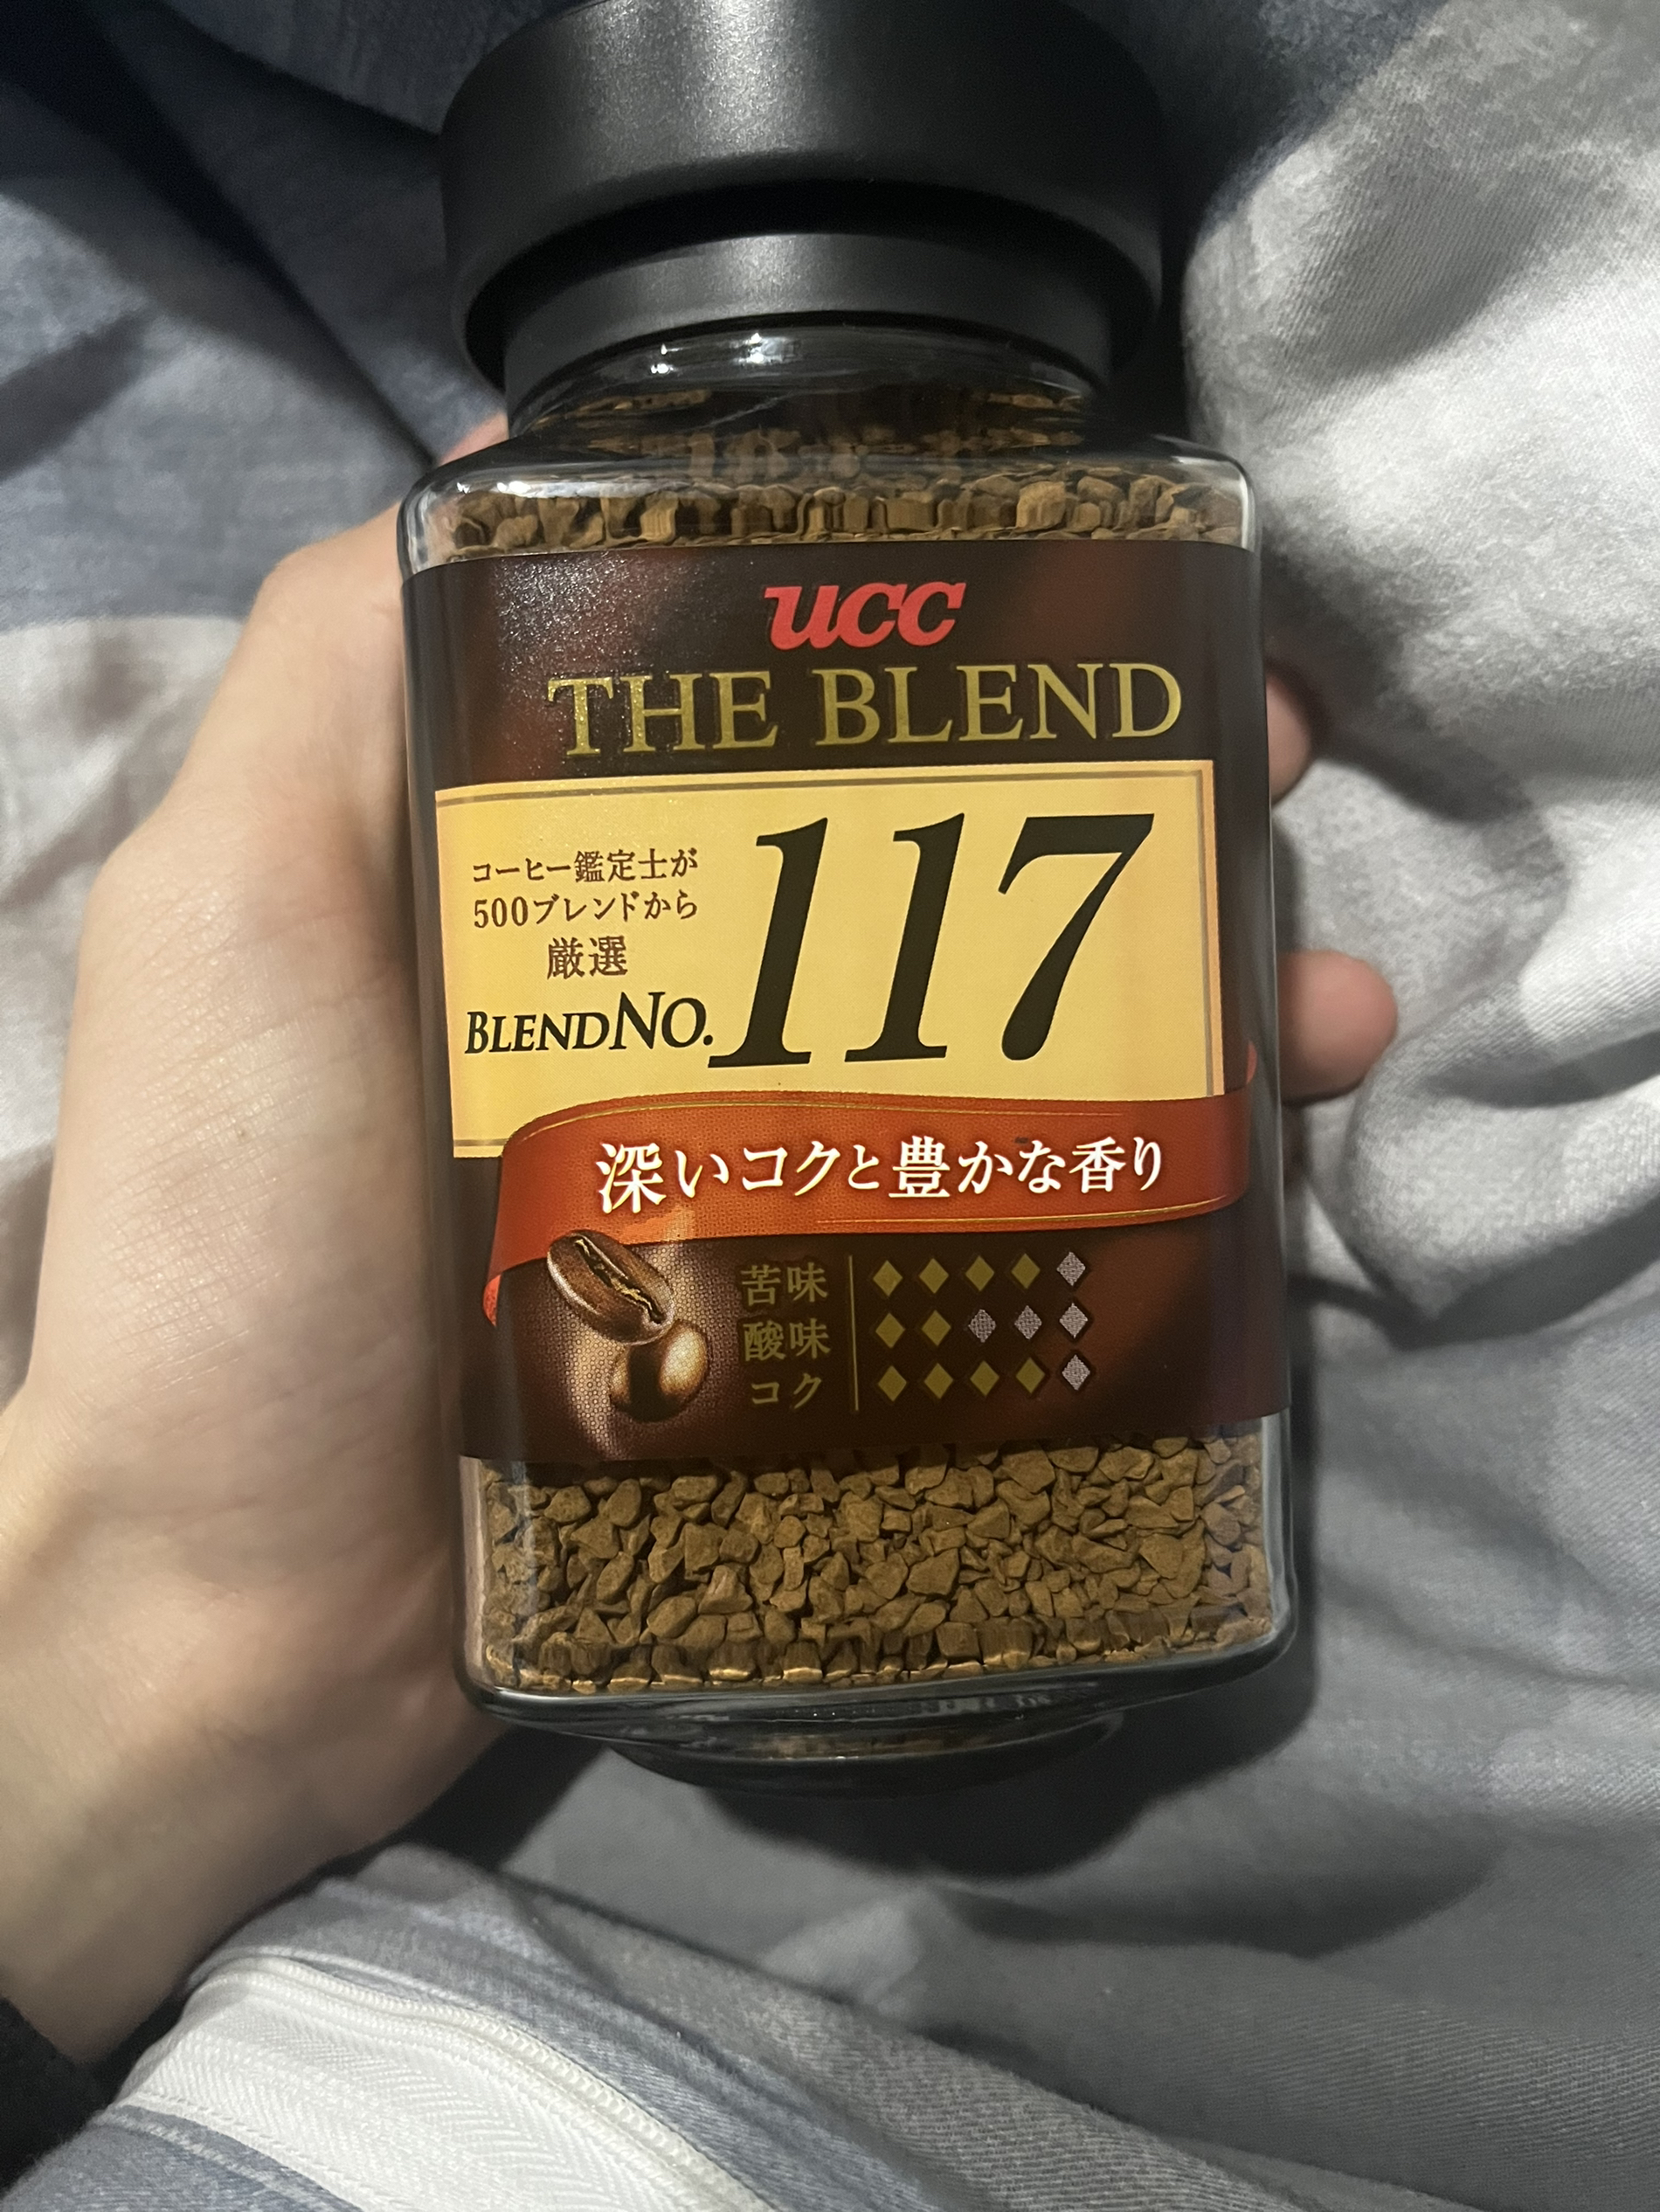 UCC
THE BLEND
コーヒー鑑定士が
500ブレンドから
厳選
BLEND NO. 117
深いコクと豊かな香り
苦味
酸味
コク